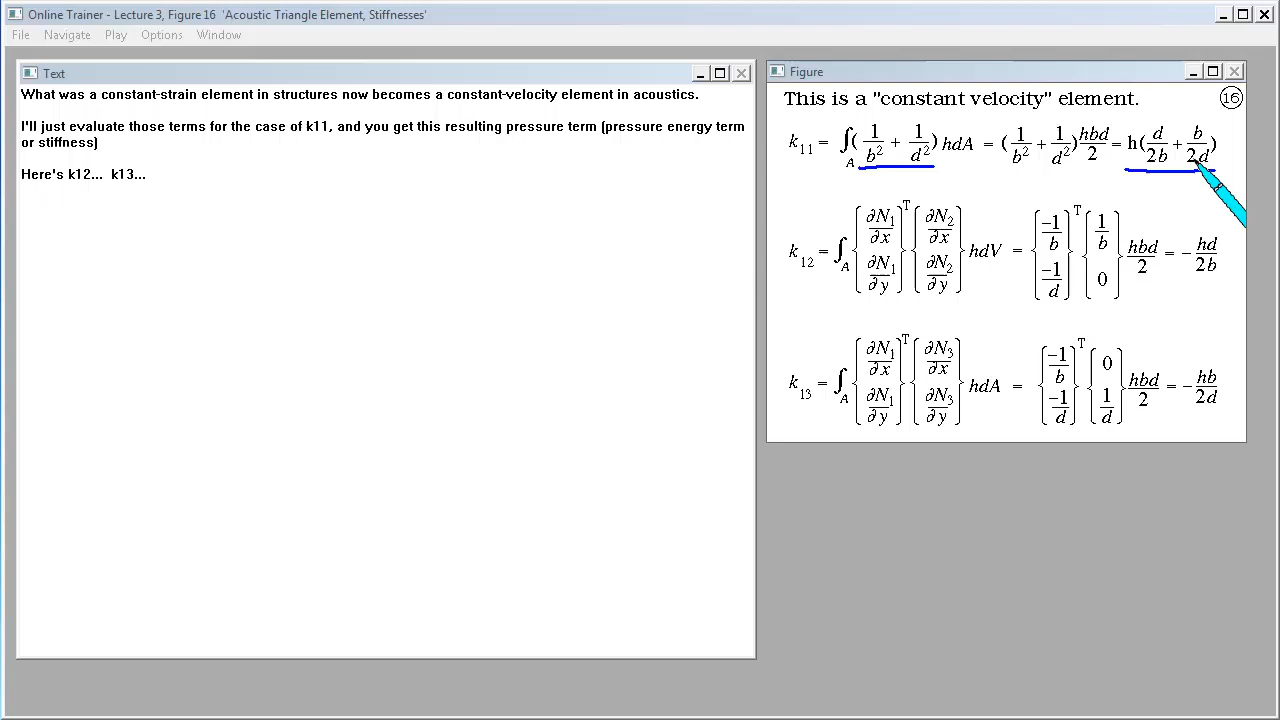 Online Trainer - Lecture 3, Figure 16 'Acoustic Triangle Element, Stiffnesses'
File Navigate Play Options Window
Text
What was a constant-strain element in structures now becomes a constant-velocity element in acoustics.
I'll just evaluate those terms for the case of k11, and you get this resulting pressure term (pressure energy term
or stiffness)
Here's k12... k13...
Figure
This is a "constant velocity" element. 16
k₁₁ = ∫_A (1/b² + 1/d²) hdA = (1/b² + 1/d²) hbd/2 = h(d/2b + b/2d)
k₁₂ = ∫_A {∂N₁/∂x ∂N₁/∂y}ᵀ {∂N₂/∂x ∂N₂/∂y} hdV = {-1/b -1/d}ᵀ {1/b 0} hbd/2 = - hd/2b
k₁₃ = ∫_A {∂N₁/∂x ∂N₁/∂y}ᵀ {∂N₃/∂x ∂N₃/∂y} hdA = {-1/b -1/d}ᵀ {0 1/d} hbd/2 = - hb/2d